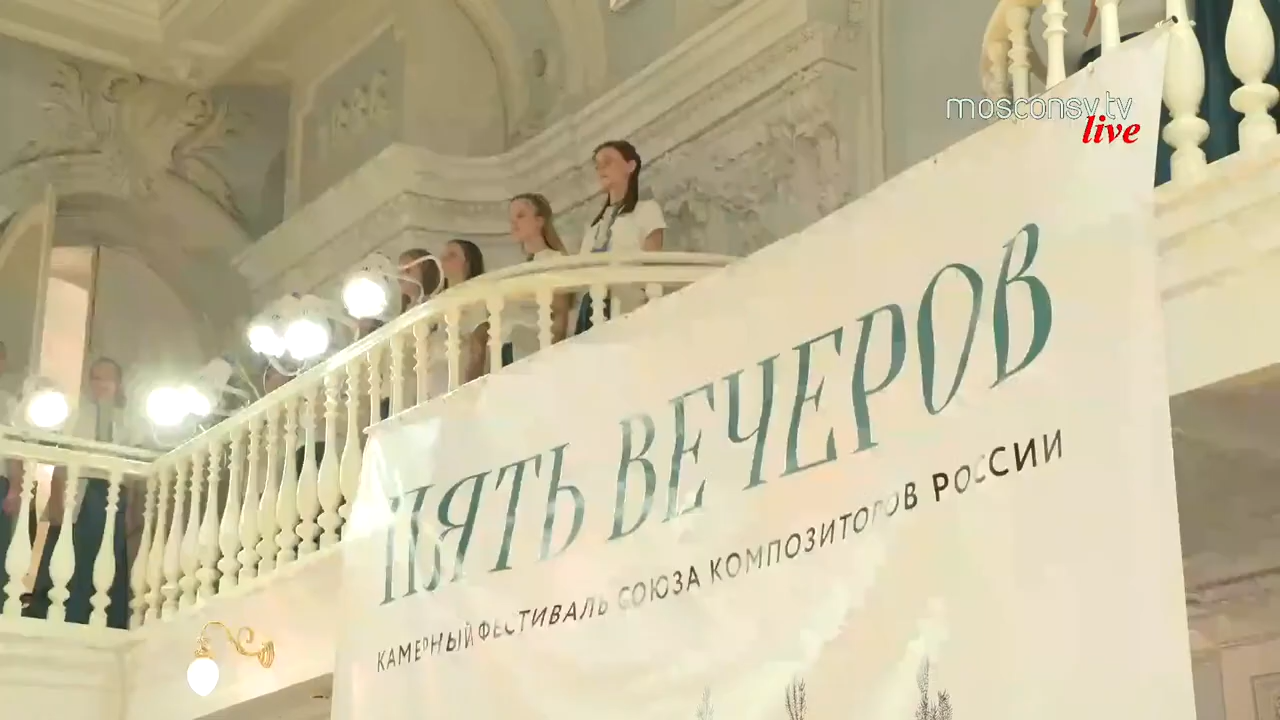 mosconsv.tv
live
ПЯТЬ ВЕЧЕРОВ
КАМЕРНЫЙ ФЕСТИВАЛЬ СОЮЗА КОМПОЗИТОРОВ РОССИИ